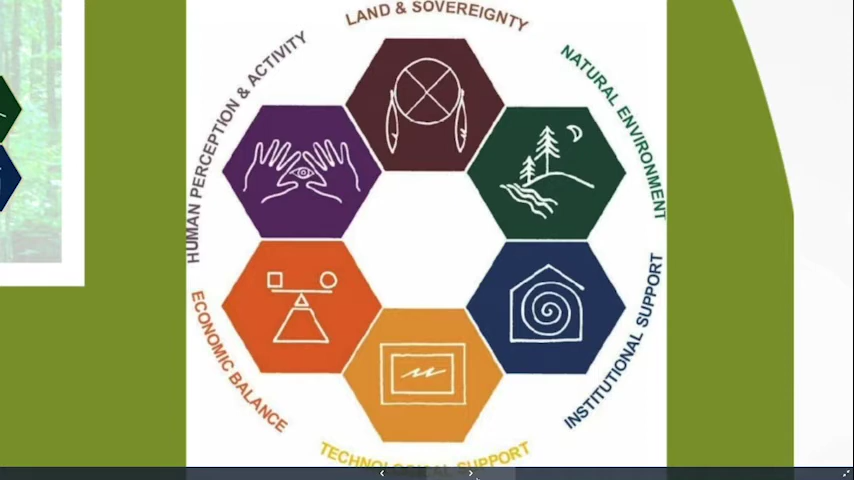 LAND & SOVEREIGNTY
NATURAL ENVIRONMENT
INSTITUTIONAL SUPPORT
TECHNOLOGICAL SUPPORT
ECONOMIC BALANCE
HUMAN PERCEPTION & ACTIVITY